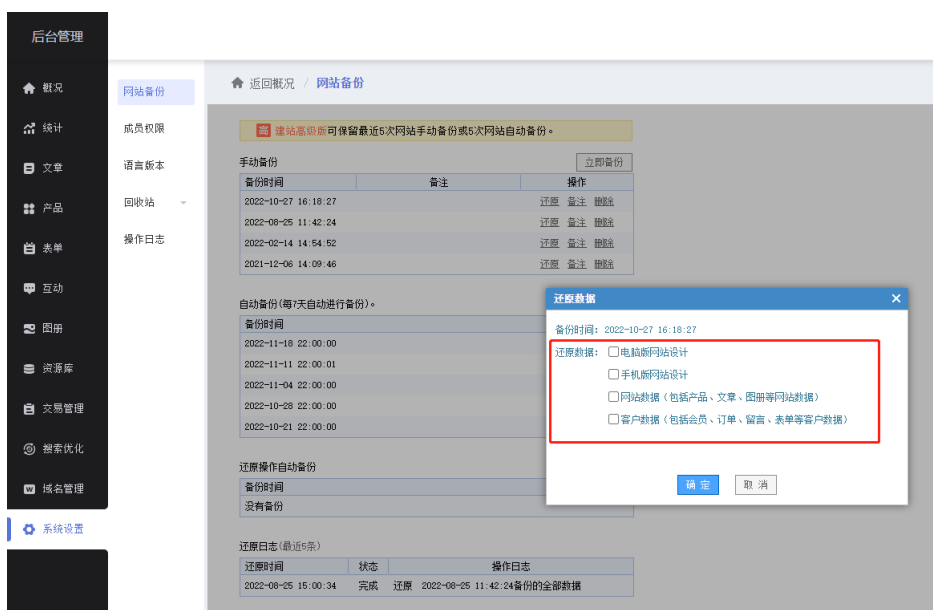 后台管理
概况
统计
文章
产品
表单
互动
图册
资源库
交易管理
搜索优化
域名管理
系统设置
网站备份
成员权限
语言版本
回收站
操作日志
返回概况 / 网站备份
高 建站高级版可保留最近5次网站手动备份或5次网站自动备份。
手动备份 立即备份
备份时间 备注 操作
2022-10-27 16:18:27 还原 备注 删除
2022-08-25 11:42:24 还原 备注 删除
2022-02-14 14:54:52 还原 备注 删除
2021-12-06 14:09:46 还原 备注 删除
自动备份(每7天自动进行备份)。
备份时间
2022-11-18 22:00:00
2022-11-11 22:00:01
2022-11-04 22:00:00
2022-10-28 22:00:00
2022-10-21 22:00:00
还原操作自动备份
备份时间
没有备份
还原日志(最近5条)
还原时间 状态 操作日志
2022-08-25 15:00:34 完成 还原 2022-08-25 11:42:24备份的全部数据
还原数据
备份时间: 2022-10-27 16:18:27
还原数据: 电脑版网站设计
手机版网站设计
网站数据（包括产品、文章、图册等网站数据）
客户数据（包括会员、订单、留言、表单等客户数据）
确 定 取 消